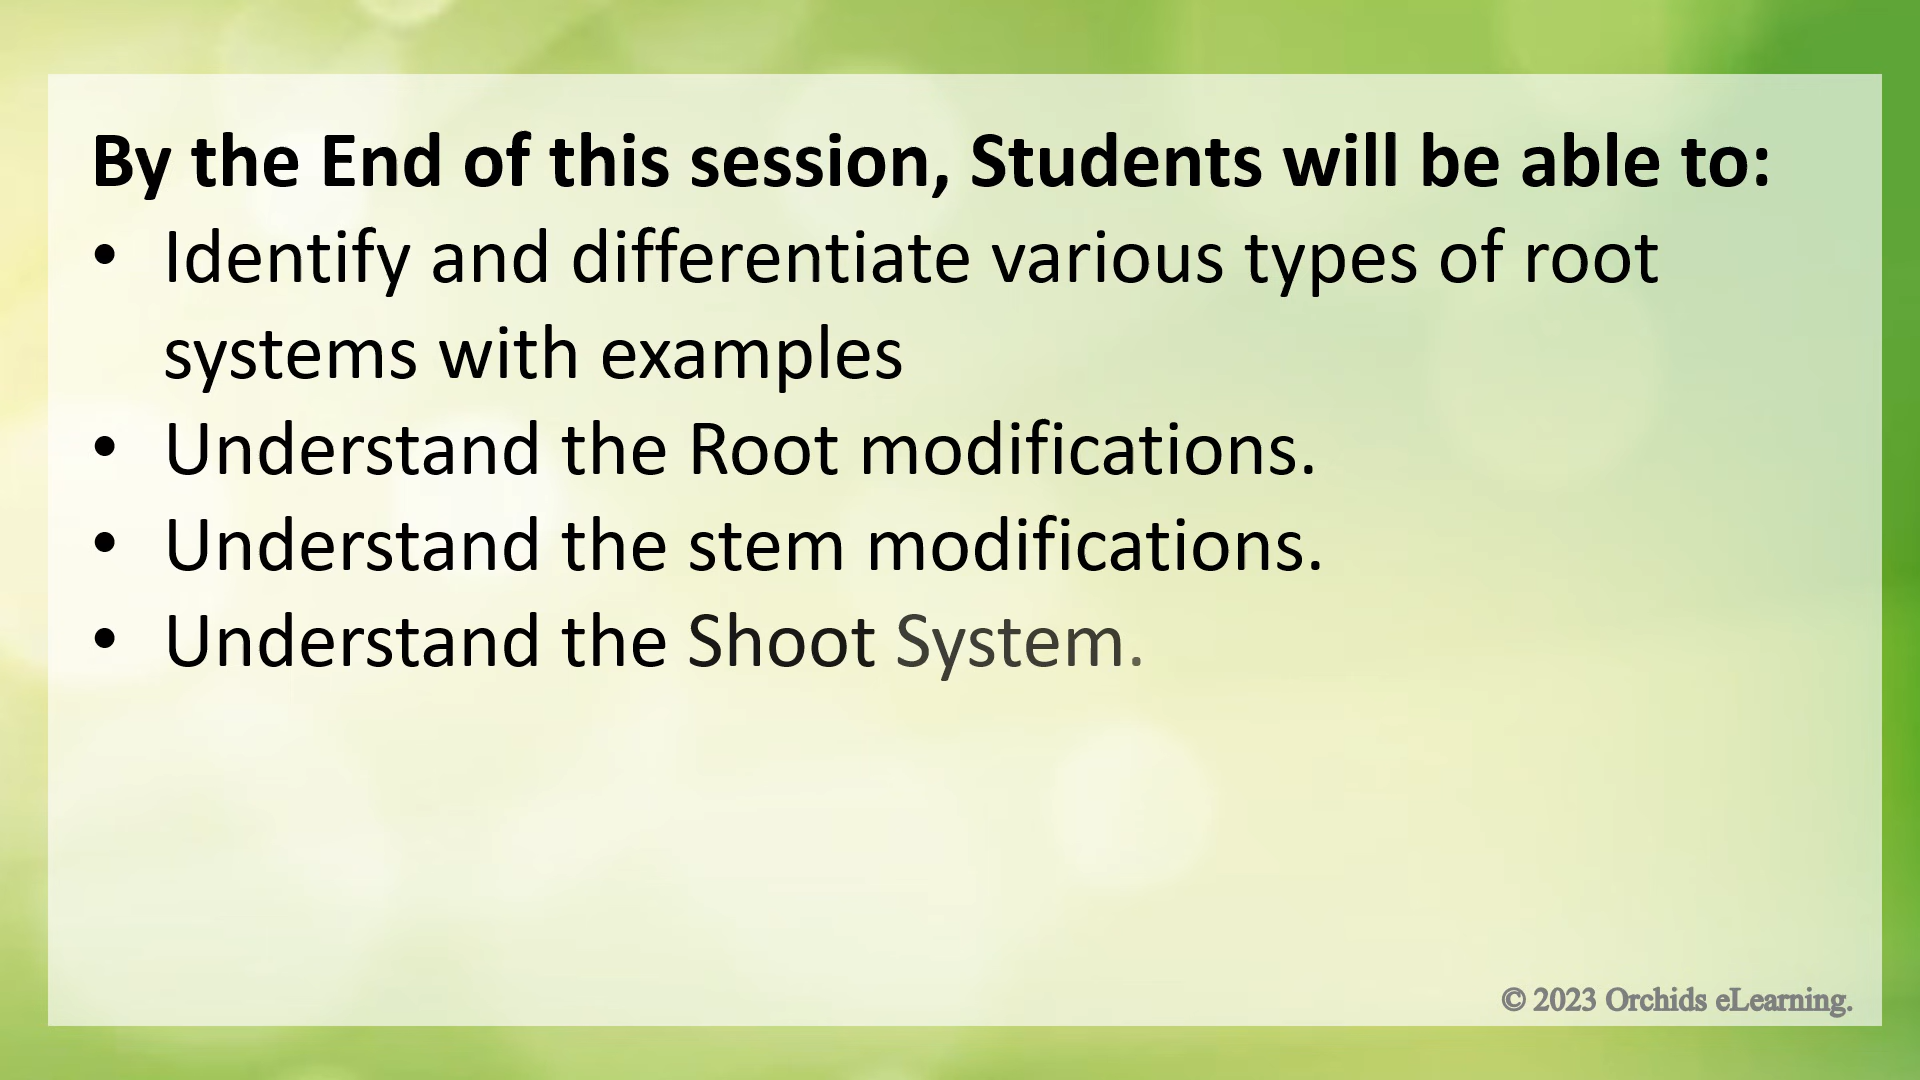 By the End of this session, Students will be able to:
• Identify and differentiate various types of root
systems with examples
• Understand the Root modifications.
• Understand the stem modifications.
• Understand the Shoot System.
© 2023 Orchids eLearning.